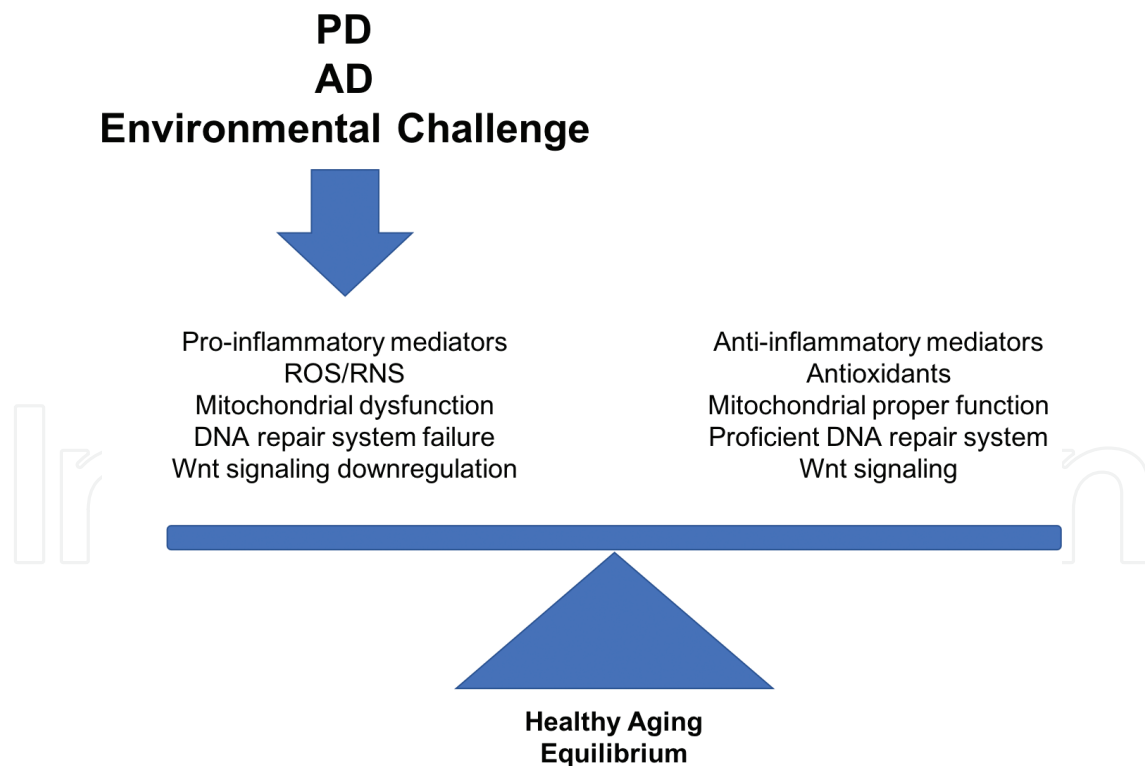 PD
AD
Environmental Challenge
Pro-inflammatory mediators
ROS/RNS
Mitochondrial dysfunction
DNA repair system failure
Wnt signaling downregulation
Anti-inflammatory mediators
Antioxidants
Mitochondrial proper function
Proficient DNA repair system
Wnt signaling
Healthy Aging
Equilibrium